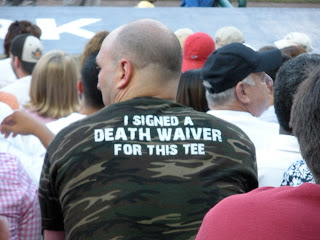 I SIGNED A
DEATH WAIVER
FOR THIS TEE